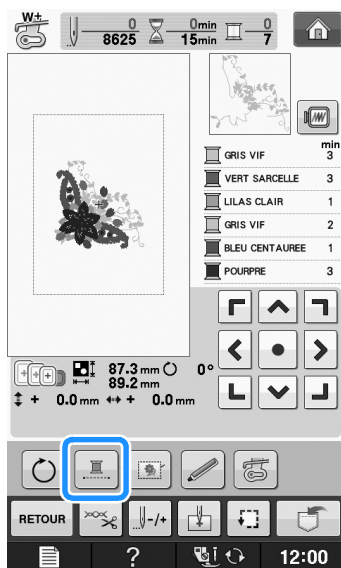 W+
0 0min 0
8625 15min 7
min
GRIS VIF 3
VERT SARCELLE 3
LILAS CLAIR 1
GRIS VIF 2
BLEU CENTAUREE 1
POURPRE 3
87.3 mm 0°
89.2 mm
+ 0.0 mm + 0.0 mm
RETOUR -/+
? 12:00